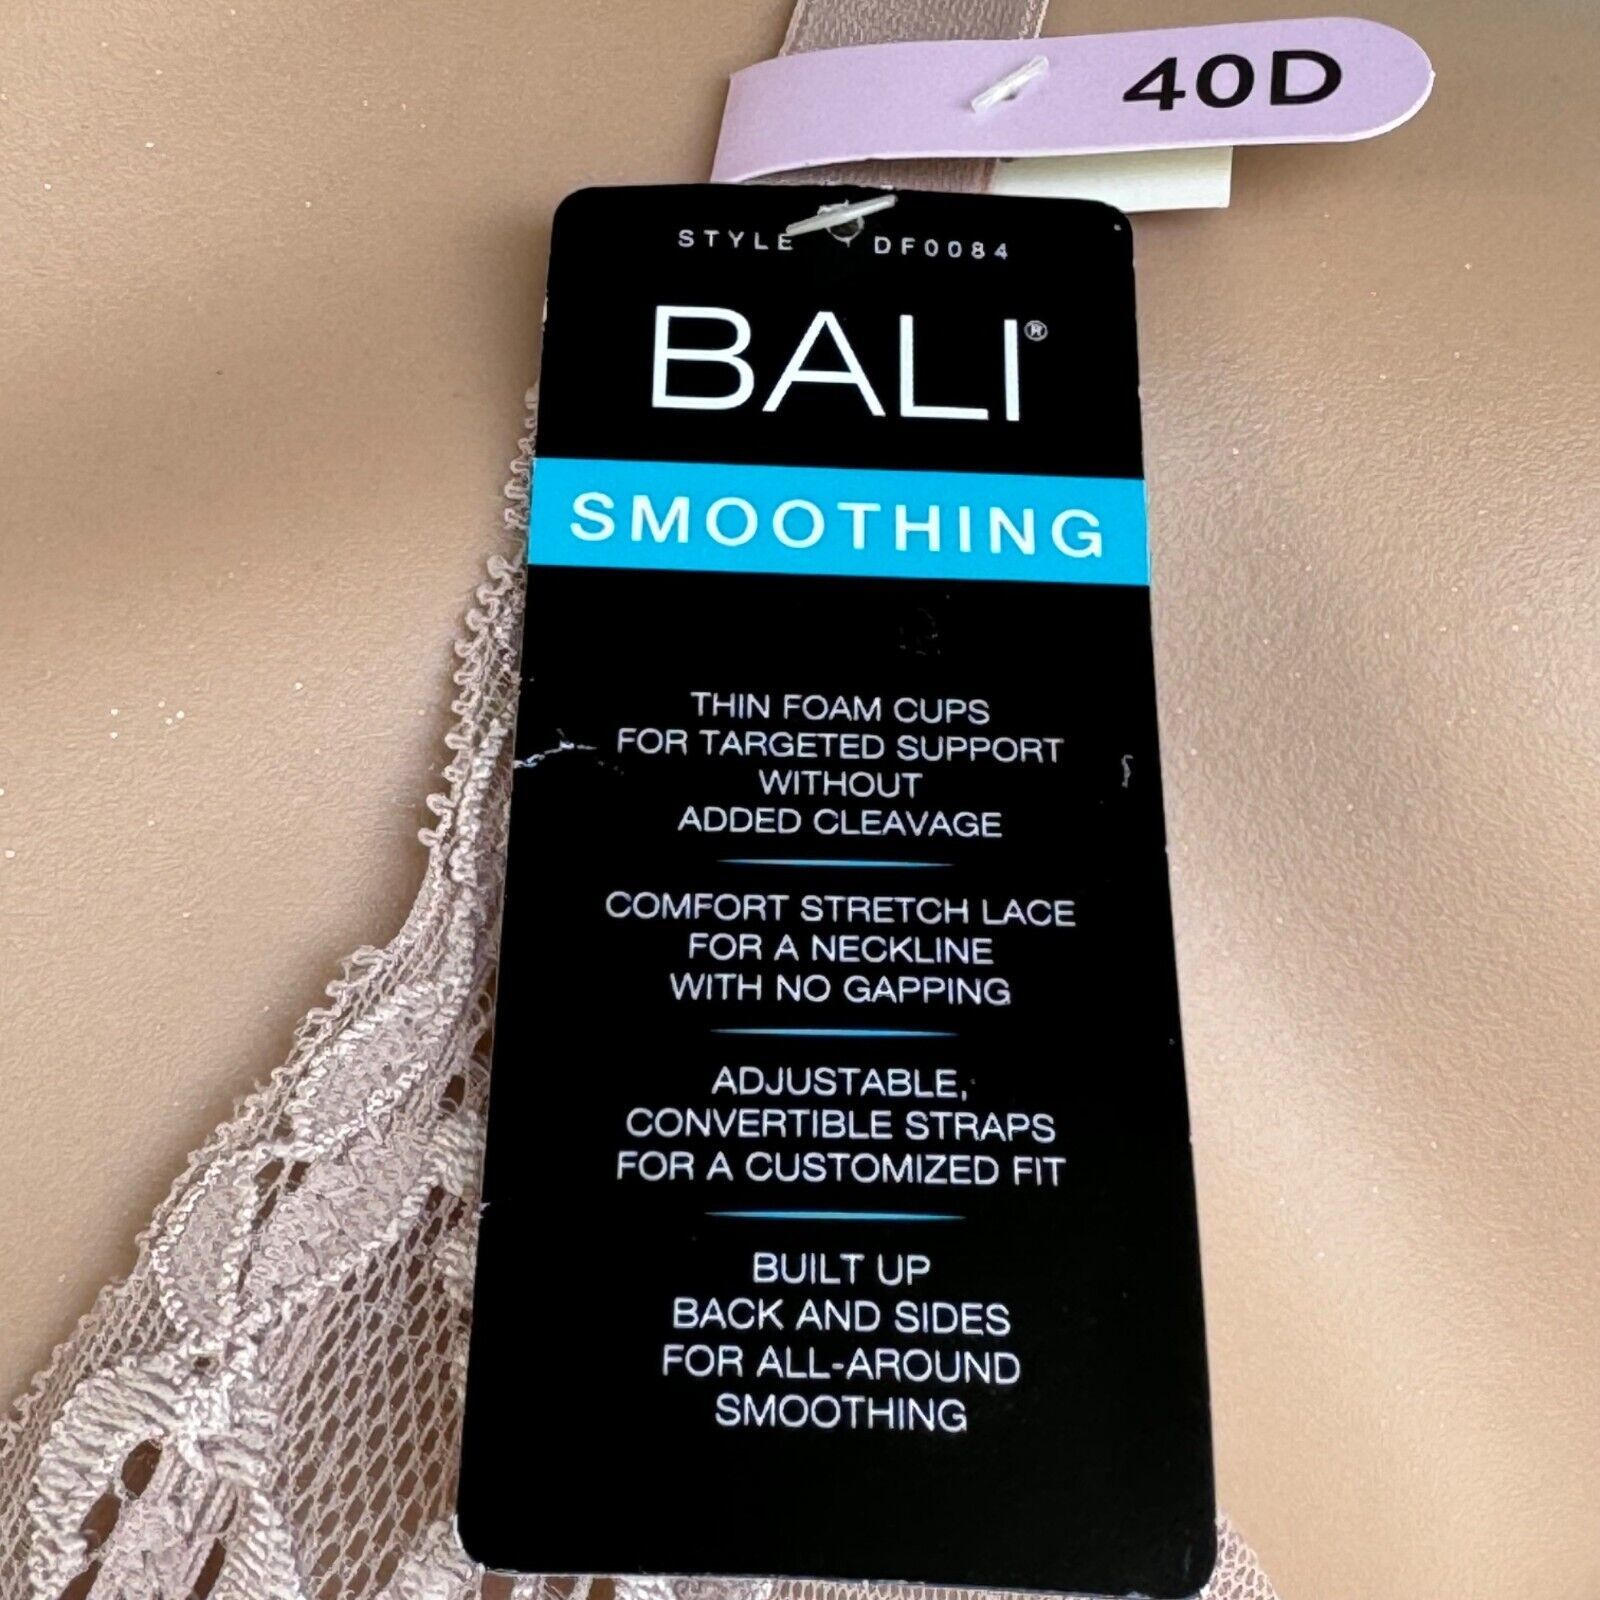 40D
STYLE DF0084
BALI®
SMOOTHING
THIN FOAM CUPS
FOR TARGETED SUPPORT
WITHOUT
ADDED CLEAVAGE
COMFORT STRETCH LACE
FOR A NECKLINE
WITH NO GAPPING
ADJUSTABLE,
CONVERTIBLE STRAPS
FOR A CUSTOMIZED FIT
BUILT UP
BACK AND SIDES
FOR ALL-AROUND
SMOOTHING